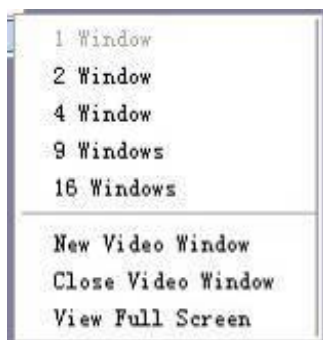 1 Window
2 Window
4 Window
9 Windows
16 Windows
New Video Window
Close Video Window
View Full Screen